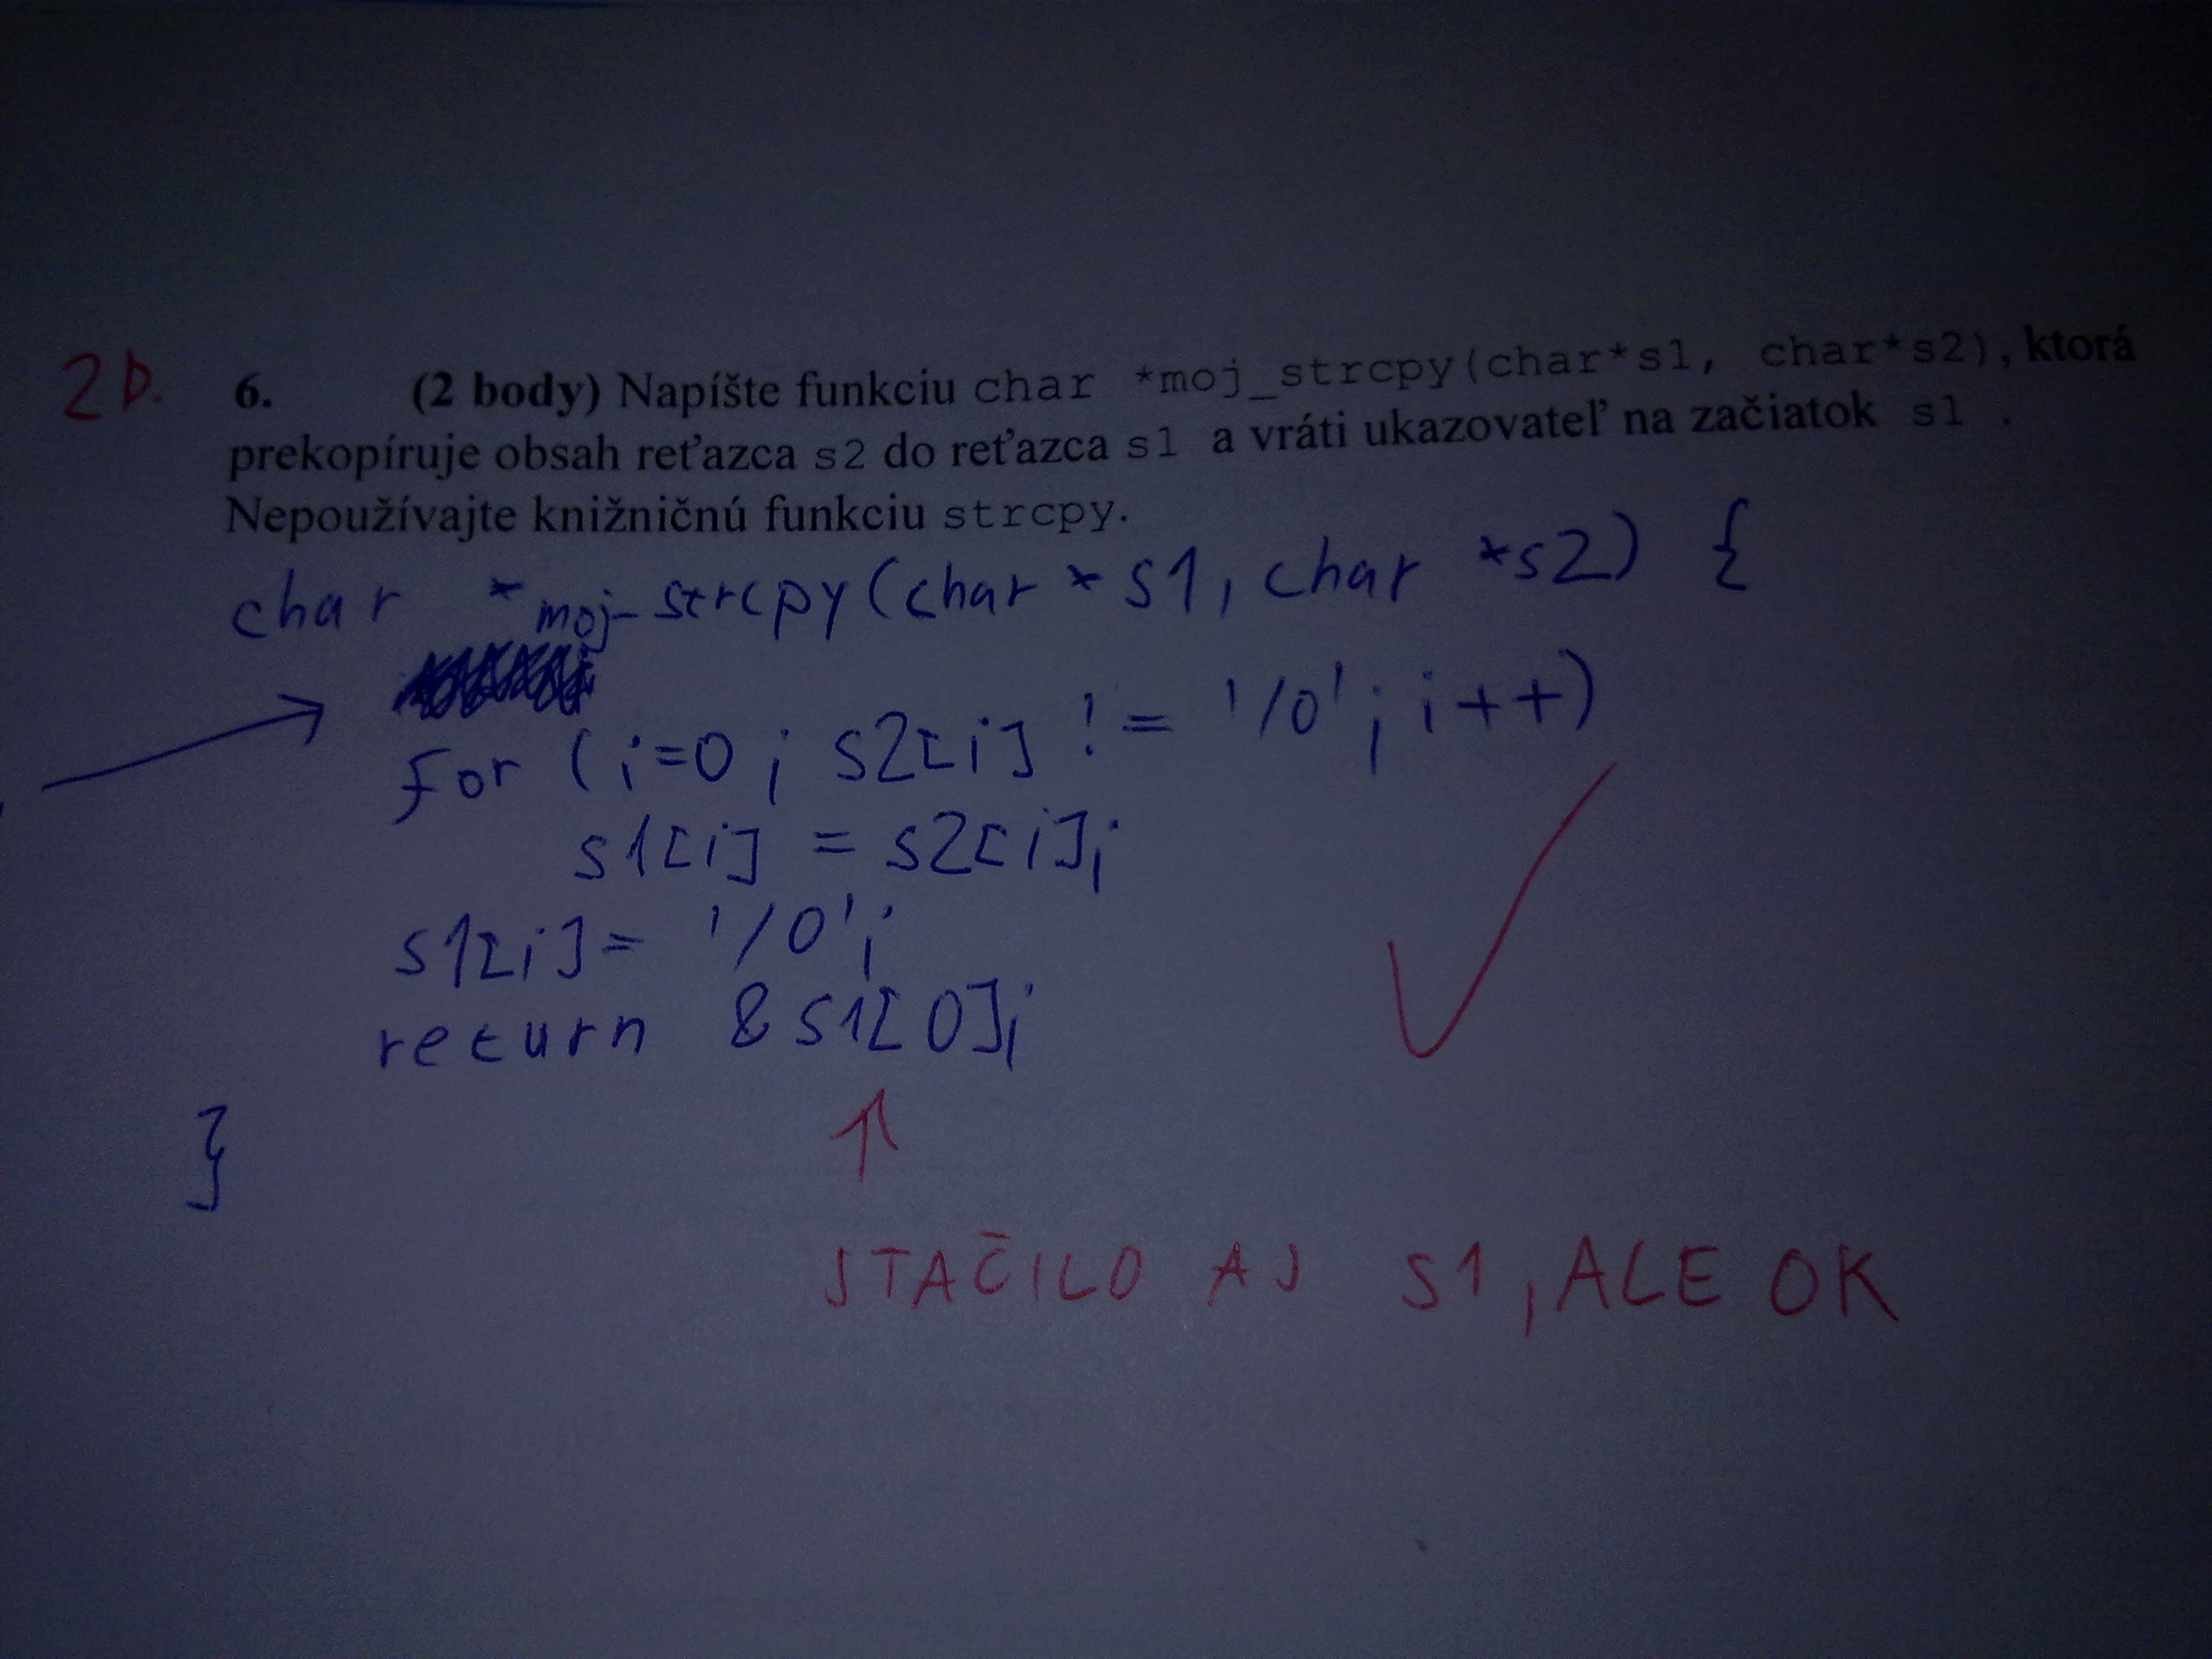 2b. 6. (2 body) Napíšte funkciu char *moj_strcpy(char*s1, char*s2), ktorá
prekopíruje obsah reťazca s2 do reťazca s1 a vráti ukazovateľ na začiatok s1 .
Nepoužívajte knižničnú funkciu strcpy.
char *moj_strcpy(char *s1, char *s2) {
for (i=0; s2[i] != '/0'; i++)
s1[i] = s2[i];
s1[i]= '/0';
return &s1[0];
}
↑
STAČILO AJ S1, ALE OK